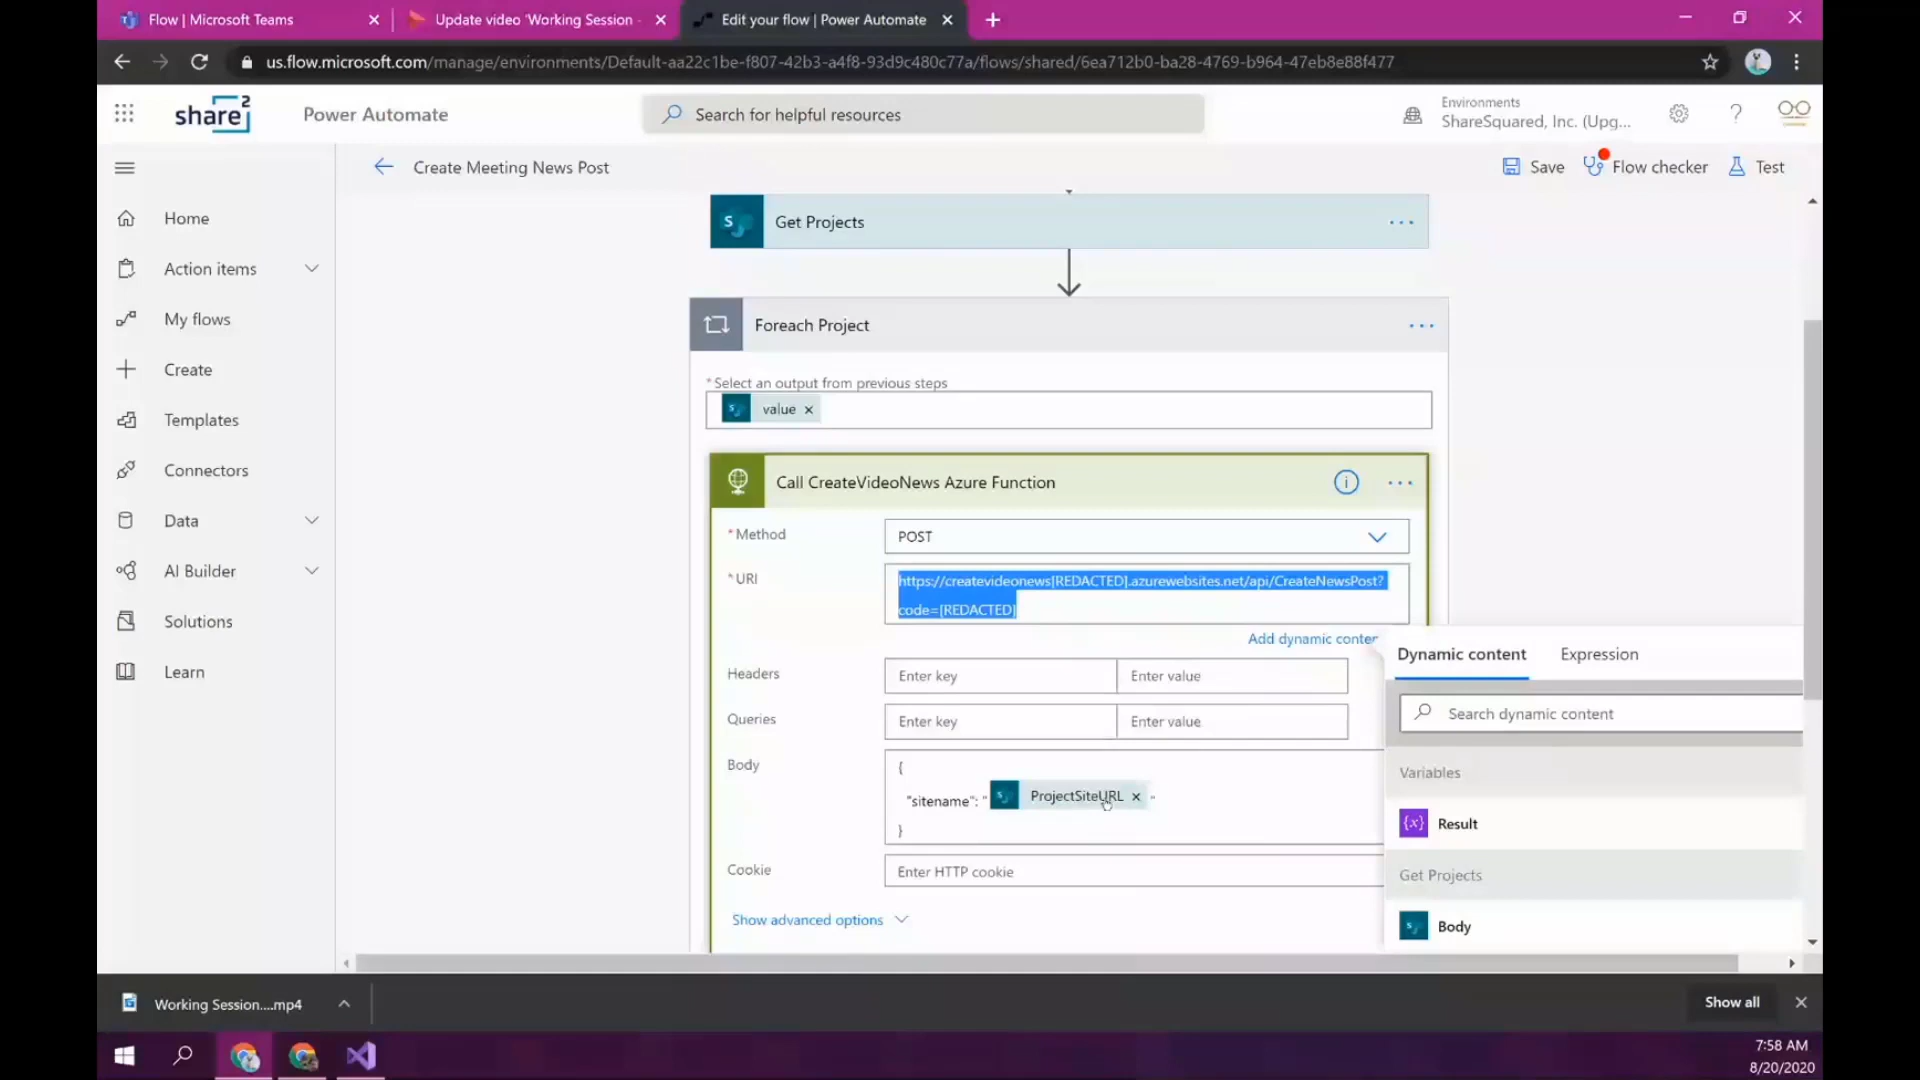 Flow | Microsoft Teams
Update video 'Working Session -
Edit your flow | Power Automate
us.flow.microsoft.com/manage/environments/Default-aa22c1be-f807-42b3-a4f8-93d9c480c77a/flows/shared/6ea712b0-ba28-4769-b964-47eb8e88f477
share2
Power Automate
Search for helpful resources
Environments
ShareSquared, Inc. (Upg...
Create Meeting News Post
Save
Flow checker
Test
Home
Action items
My flows
Create
Templates
Connectors
Data
AI Builder
Solutions
Learn
Get Projects
Foreach Project
* Select an output from previous steps
value
Call CreateVideoNews Azure Function
* Method
POST
* URI
https://createvideonews[REDACTED].azurewebsites.net/api/CreateNewsPost?
code=[REDACTED]
Add dynamic conten
Headers
Enter key
Enter value
Queries
Enter key
Enter value
Body
{
"sitename": " ProjectSiteURL "
}
Cookie
Enter HTTP cookie
Show advanced options
Dynamic content
Expression
Search dynamic content
Variables
{x} Result
Get Projects
Body
Working Session....mp4
Show all
7:58 AM
8/20/2020